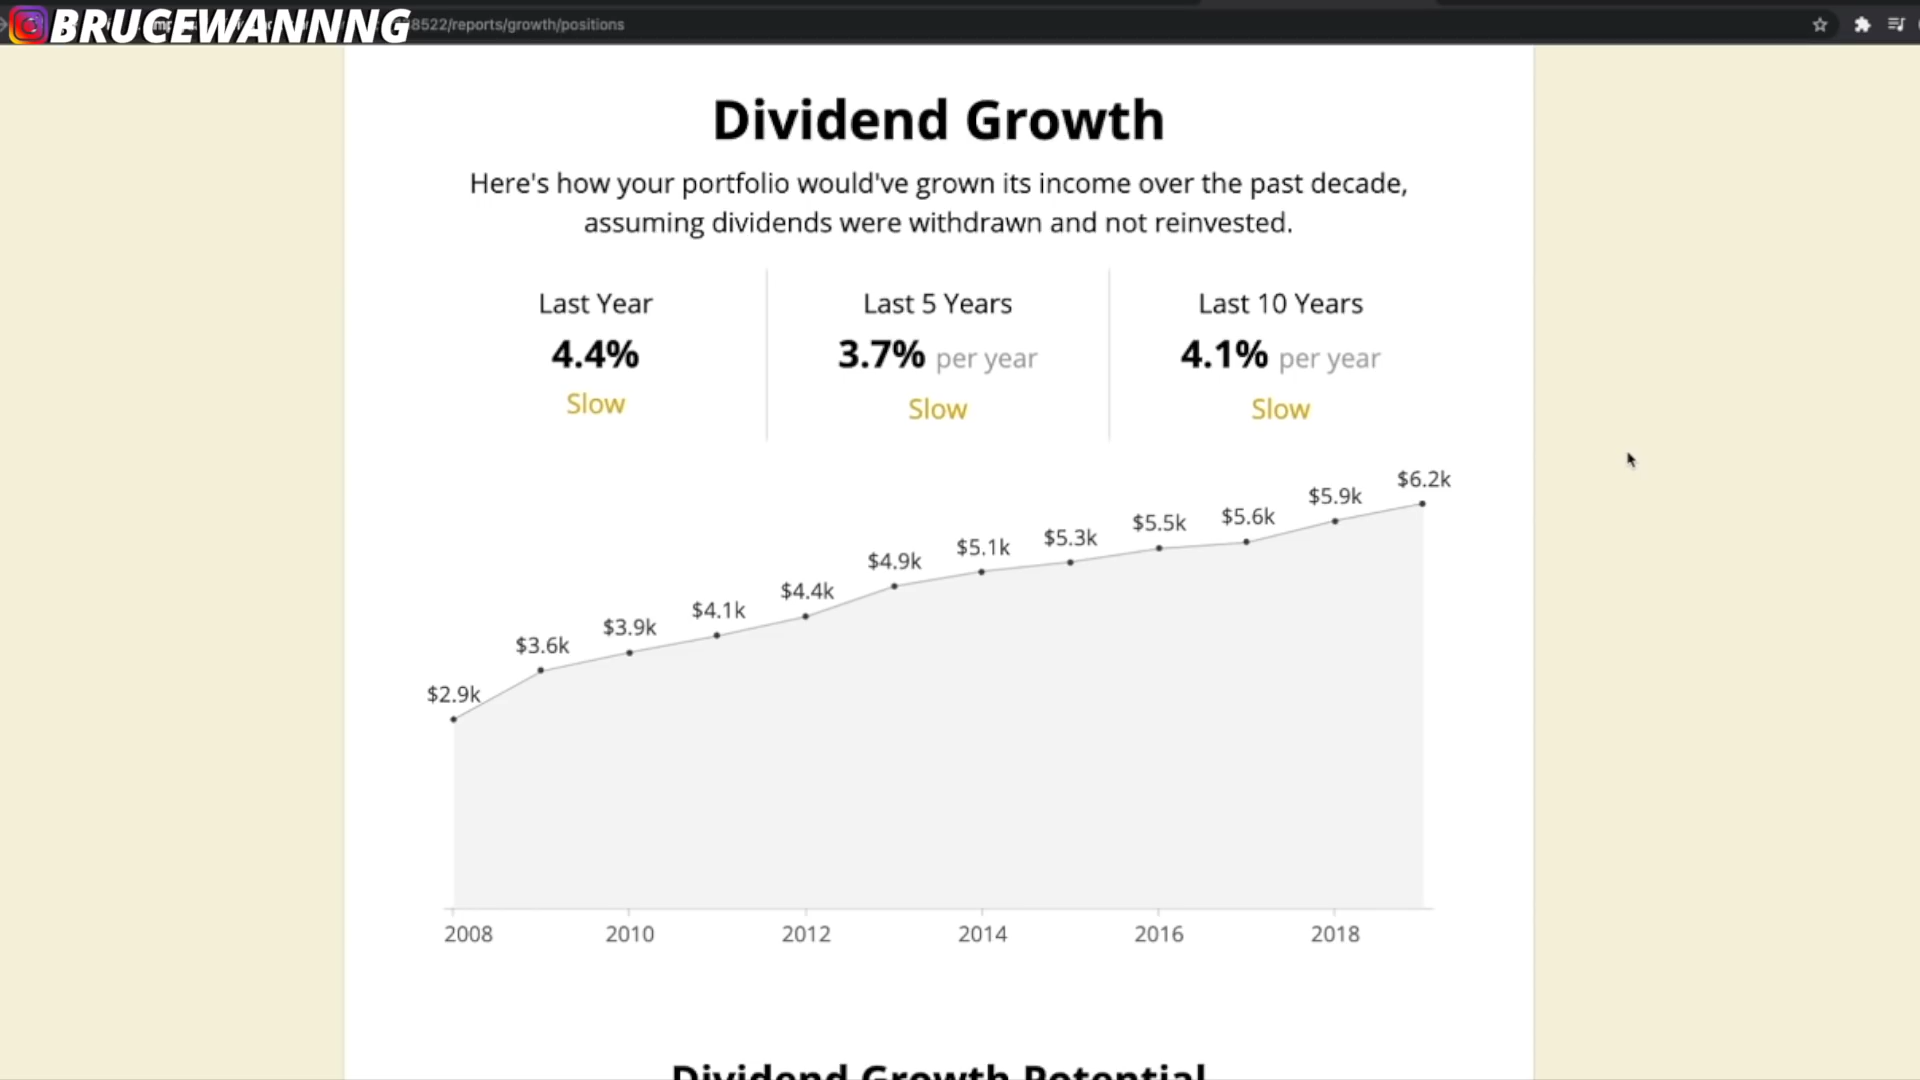 BRUCEWANNNG
8522/reports/growth/positions
Dividend Growth
Here's how your portfolio would've grown its income over the past decade,
assuming dividends were withdrawn and not reinvested.
Last Year
4.4%
Slow
Last 5 Years
3.7% per year
Slow
Last 10 Years
4.1% per year
Slow
$2.9k
$3.6k
$3.9k
$4.1k
$4.4k
$4.9k
$5.1k
$5.3k
$5.5k
$5.6k
$5.9k
$6.2k
2008
2010
2012
2014
2016
2018
Dividend Growth Potential